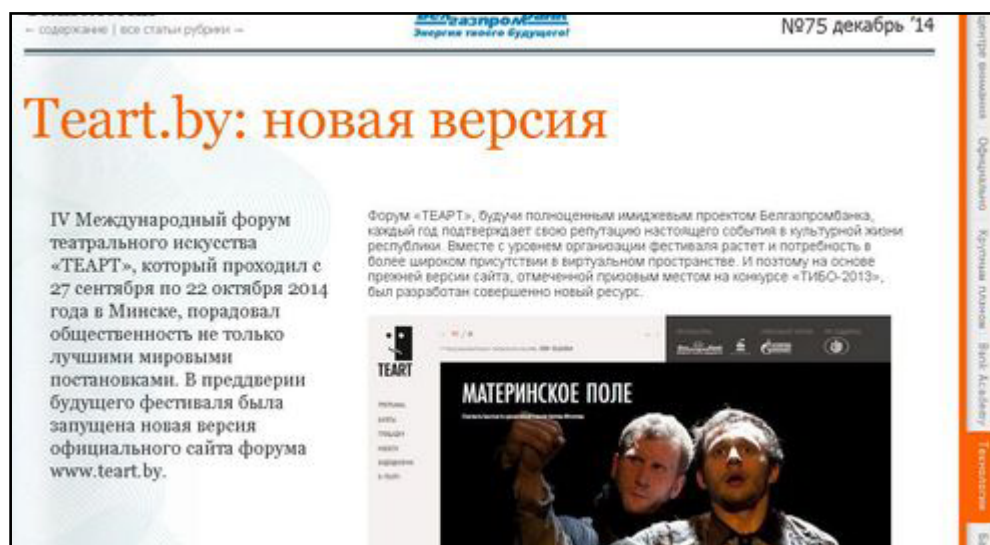 ← содержание | все статьи рубрики →
Белгазпромбанк
Энергия твоего будущего!
№75 декабрь '14
Teart.by: новая версия
IV Международный форум
театрального искусства
«ТЕАРТ», который проходил с
27 сентября по 22 октября 2014
года в Минске, порадовал
общественность не только
лучшими мировыми
постановками. В преддверии
будущего фестиваля была
запущена новая версия
официального сайта форума
www.teart.by.
Форум «ТЕАРТ», будучи полноценным имиджевым проектом Белгазпромбанка,
каждый год подтверждает свою репутацию настоящего события в культурной жизни
республики. Вместе с уровнем организации фестиваля растет и потребность в
более широком присутствии в виртуальном пространстве. И поэтому на основе
прежней версии сайта, отмеченной призовым местом на конкурсе «ТИБО-2013»,
был разработан совершенно новый ресурс.
TEART
МАТЕРИНСКОЕ ПОЛЕ
центре внимания
Официально
Крупным планом
Bank Academy
Технологии